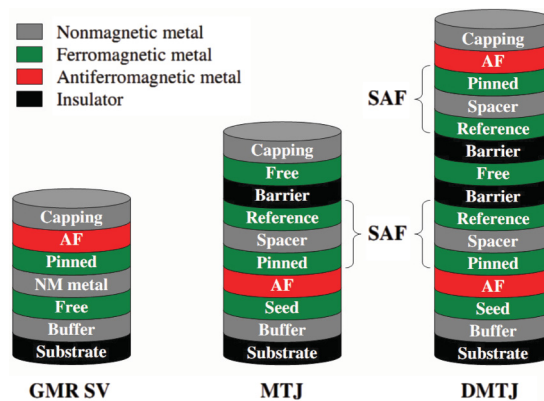 Nonmagnetic metal
Ferromagnetic metal
Antiferromagnetic metal
Insulator
Capping
AF
Pinned
NM metal
Free
Buffer
Substrate
GMR SV
Capping
Free
Barrier
Reference
Spacer
Pinned
AF
Seed
Buffer
Substrate
MTJ
SAF
SAF
Capping
AF
Pinned
Spacer
Reference
Barrier
Free
Barrier
Reference
Spacer
Pinned
AF
Seed
Buffer
Substrate
DMTJ